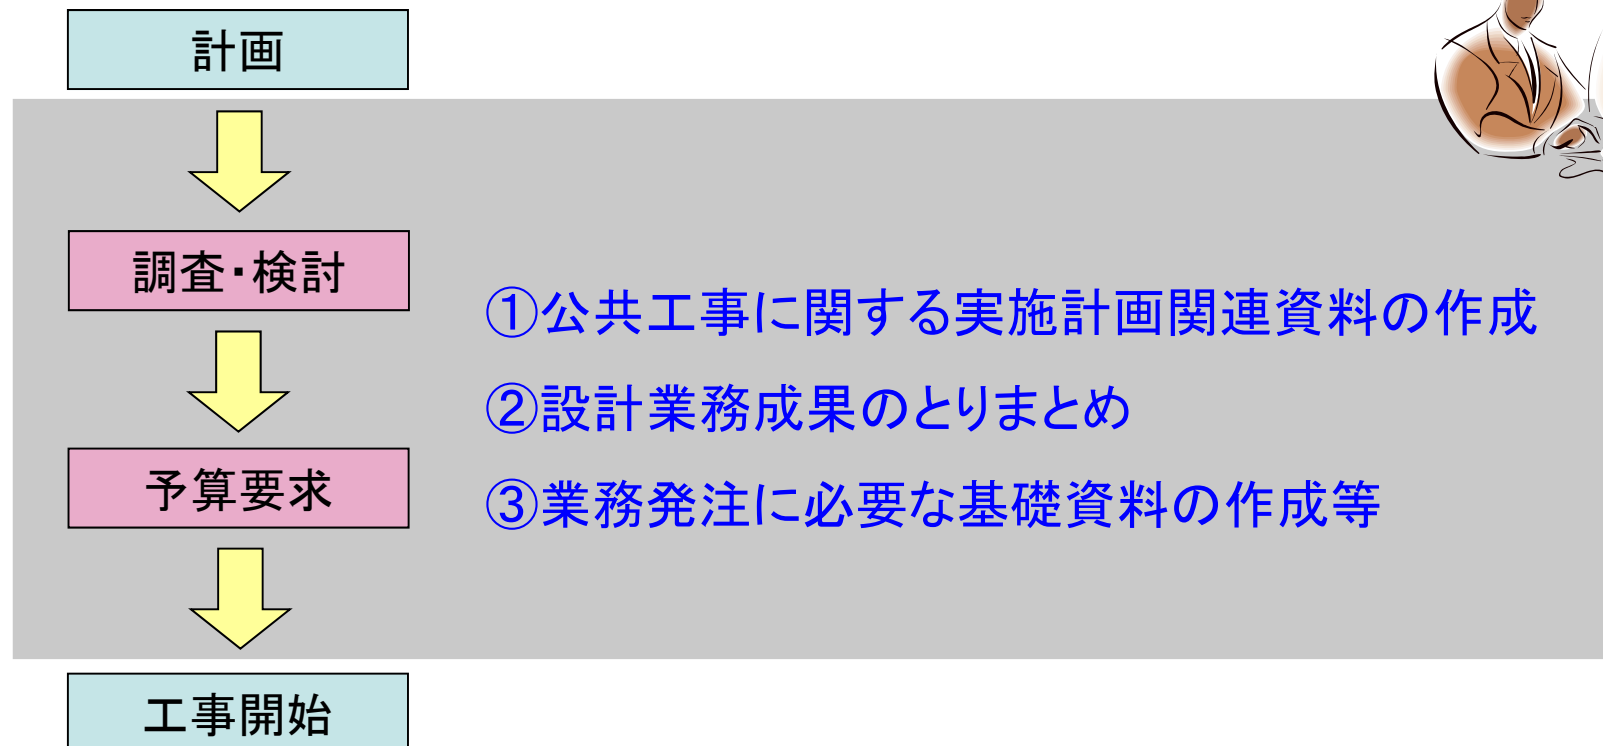 計画
調査・検討
①公共工事に関する実施計画関連資料の作成
②設計業務成果のとりまとめ
予算要求
③業務発注に必要な基礎資料の作成等
工事開始